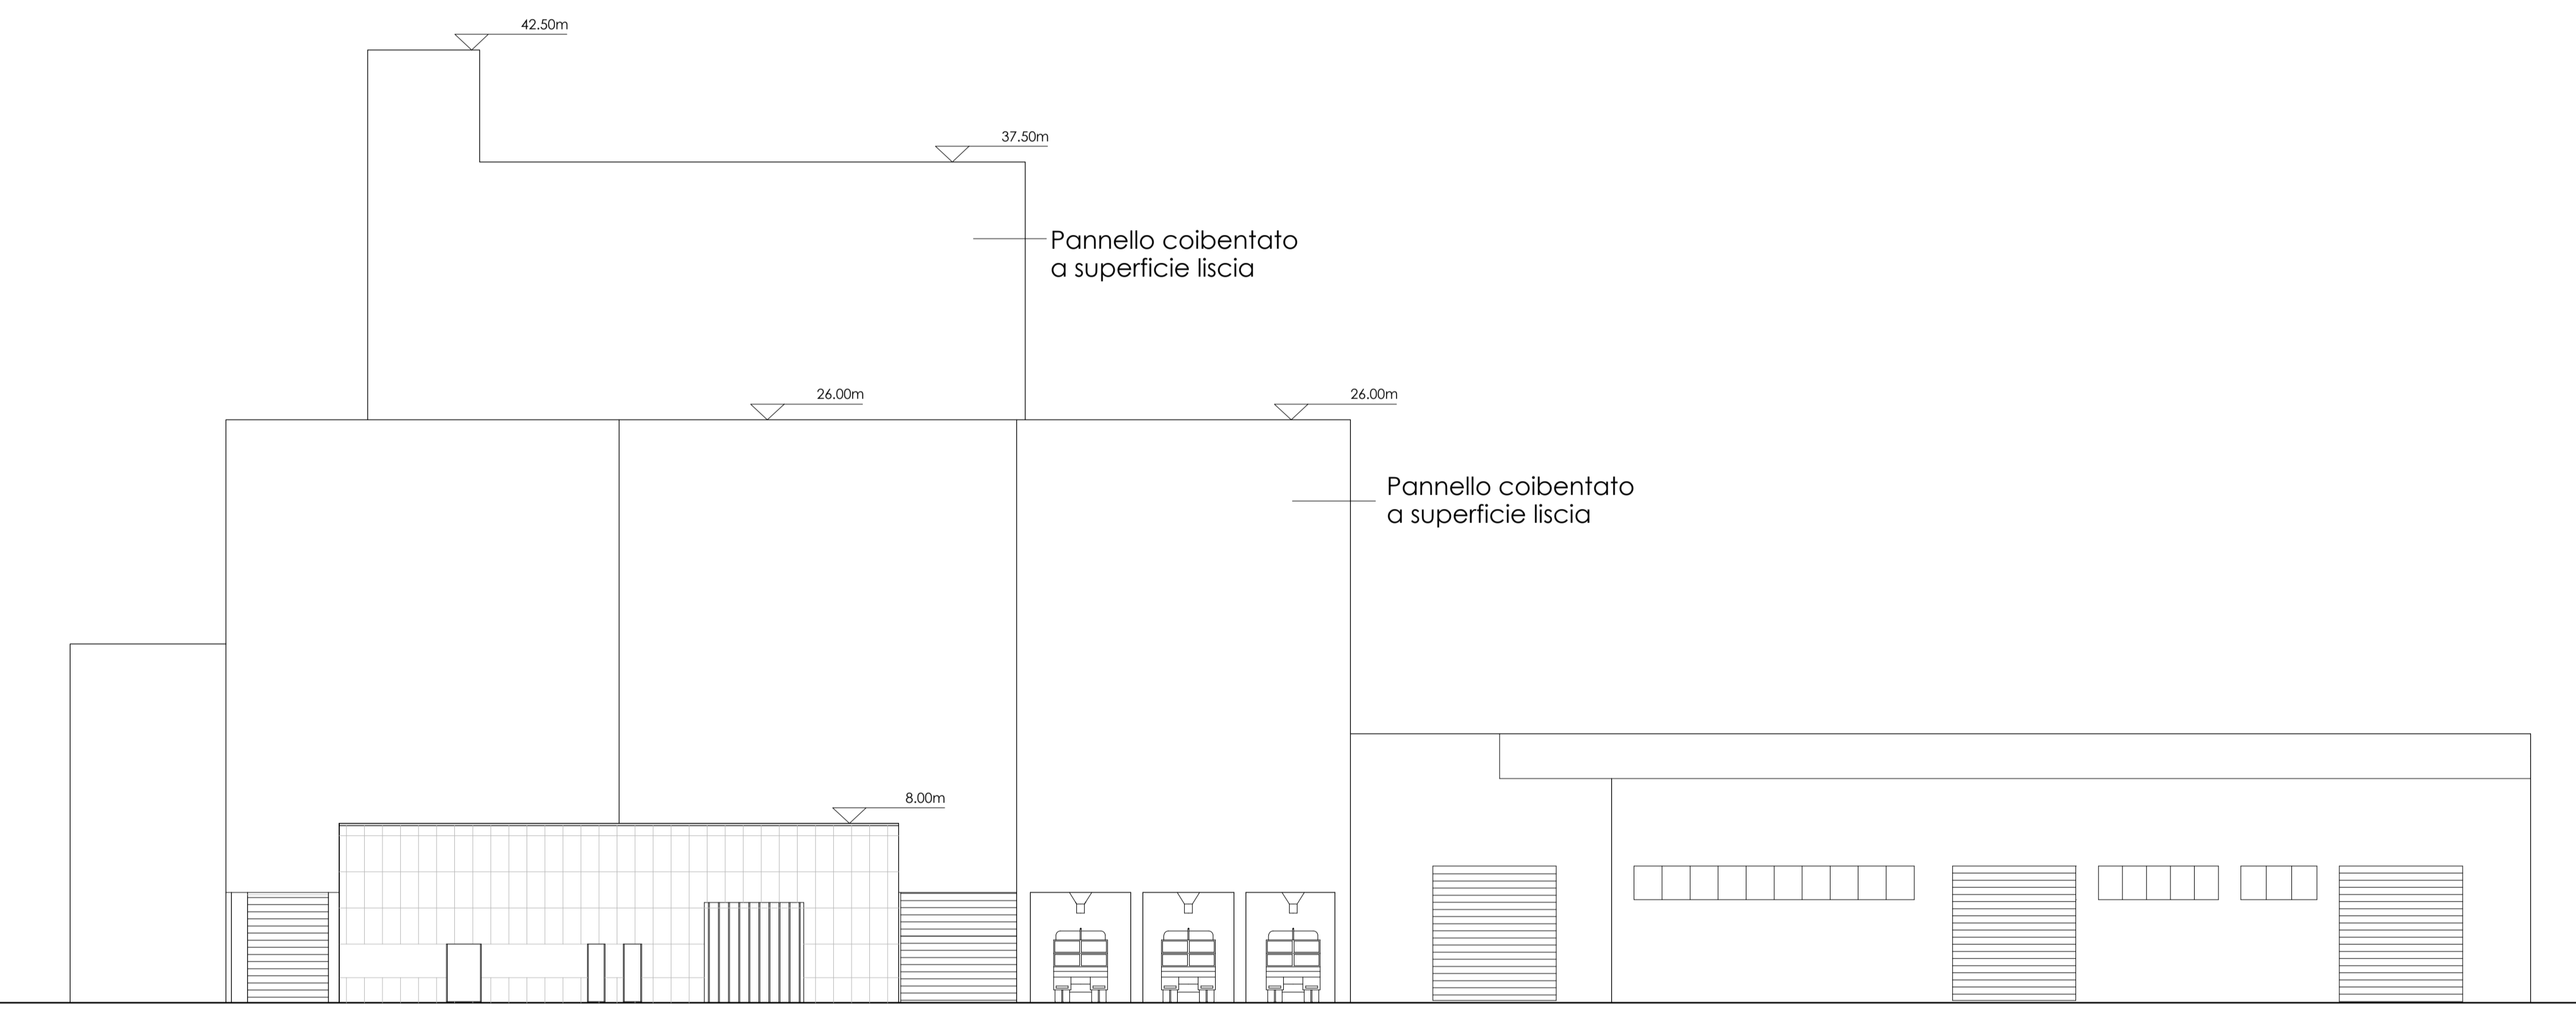 42.50m
37.50m
Pannello coibentato
a superficie liscia
26.00m
26.00m
Pannello coibentato
a superficie liscia
8.00m